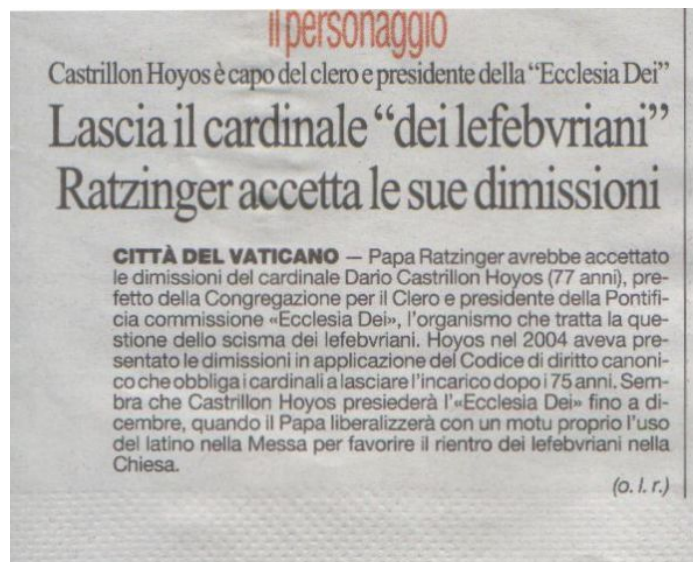 il personaggio
Castrillon Hoyos è capo del clero e presidente della “Ecclesia Dei”
Lascia il cardinale “dei lefebvriani”
Ratzinger accetta le sue dimissioni
CITTÀ DEL VATICANO — Papa Ratzinger avrebbe accettato
le dimissioni del cardinale Dario Castrillon Hoyos (77 anni), pre-
fetto della Congregazione per il Clero e presidente della Pontifi-
cia commissione «Ecclesia Dei», l’organismo che tratta la que-
stione dello scisma dei lefebvriani. Hoyos nel 2004 aveva pre-
sentato le dimissioni in applicazione del Codice di diritto canoni-
co che obbliga i cardinali a lasciare l’incarico dopo i 75 anni. Sem-
bra che Castrillon Hoyos presiederà l’«Ecclesia Dei» fino a di-
cembre, quando il Papa liberalizzerà con un motu proprio l’uso
del latino nella Messa per favorire il rientro dei lefebvriani nella
Chiesa.
(o. l. r.)